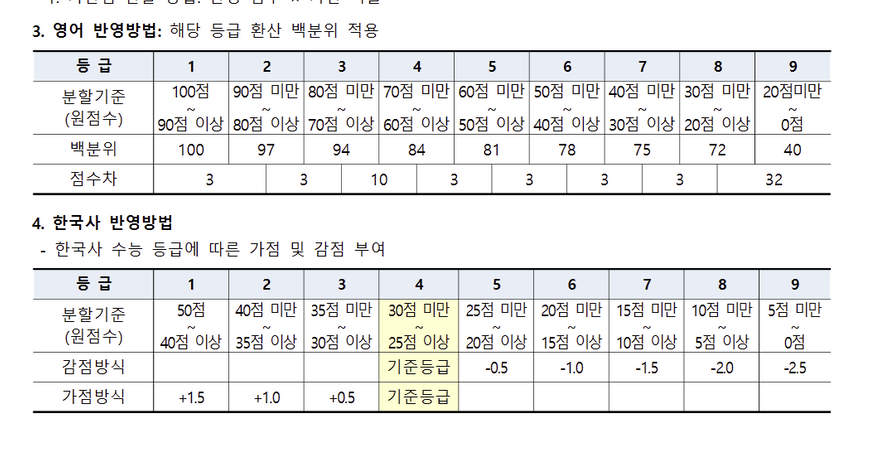 3. 영어 반영방법: 해당 등급 환산 백분위 적용
등 급 1 2 3 4 5 6 7 8 9
분할기준 (원점수) 100점 ~ 90점 이상 90점 미만 ~ 80점 이상 80점 미만 ~ 70점 이상 70점 미만 ~ 60점 이상 60점 미만 ~ 50점 이상 50점 미만 ~ 40점 이상 40점 미만 ~ 30점 이상 30점 미만 ~ 20점 이상 20점미만 ~ 0점
백분위 100 97 94 84 81 78 75 72 40
점수차 3 3 10 3 3 3 3 32
4. 한국사 반영방법
- 한국사 수능 등급에 따른 가점 및 감점 부여
등 급 1 2 3 4 5 6 7 8 9
분할기준 (원점수) 50점 ~ 40점 이상 40점 미만 ~ 35점 이상 35점 미만 ~ 30점 이상 30점 미만 ~ 25점 이상 25점 미만 ~ 20점 이상 20점 미만 ~ 15점 이상 15점 미만 ~ 10점 이상 10점 미만 ~ 5점 이상 5점 미만 ~ 0점
감점방식 기준등급 -0.5 -1.0 -1.5 -2.0 -2.5
가점방식 +1.5 +1.0 +0.5 기준등급